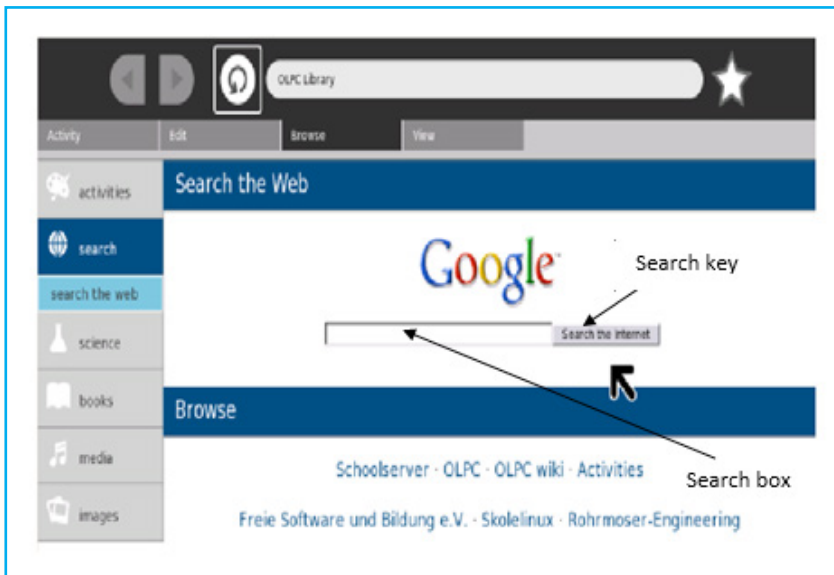 OLPC Library
Activity Edit Browse View
activities
Search the Web
search
Google™
Search key
search the web
Search the internet
science
books
Browse
media
Schoolserver · OLPC · OLPC wiki · Activities
Search box
images
Freie Software und Bildung e.V. · Skolelinux · Rohrmoser-Engineering